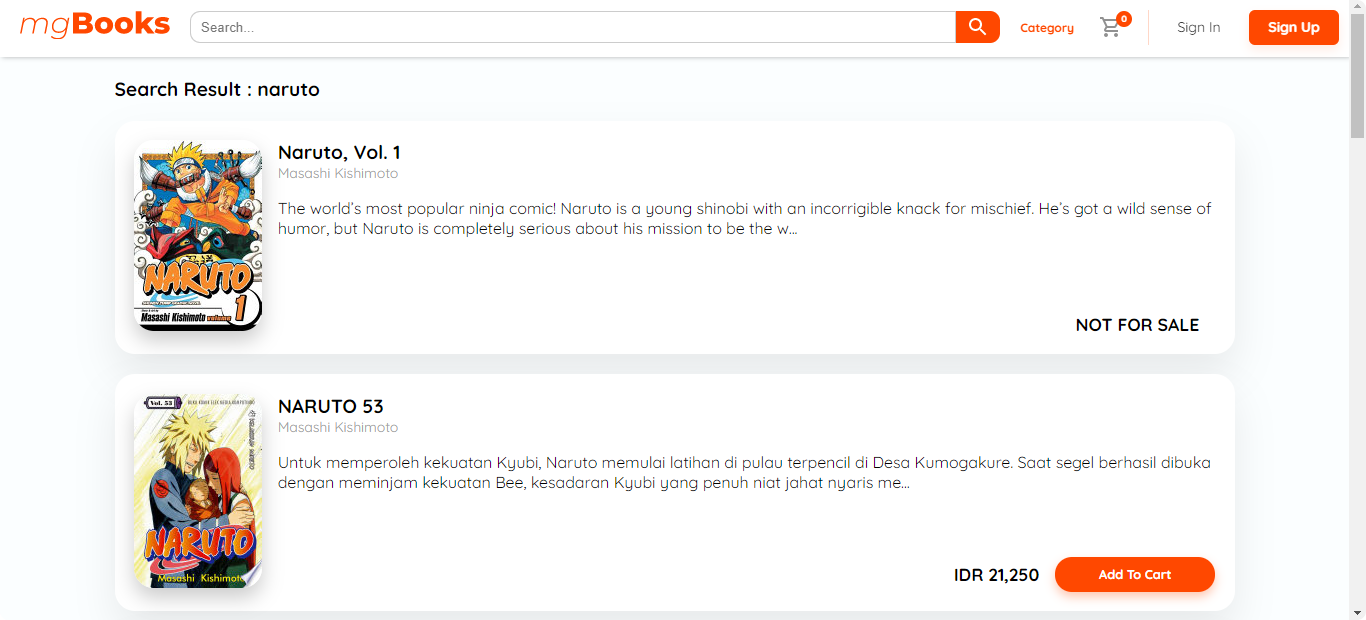 mgBooks
Search...
Category
0
Sign In
Sign Up
Search Result : naruto
NARUTO
1
Masashi Kishimoto
Naruto, Vol. 1
Masashi Kishimoto
The world's most popular ninja comic! Naruto is a young shinobi with an incorrigible knack for mischief. He's got a wild sense of
humor, but Naruto is completely serious about his mission to be the w...
NOT FOR SALE
Vol. 53
NARUTO
Masashi Kishimoto
NARUTO 53
Masashi Kishimoto
Untuk memperoleh kekuatan Kyubi, Naruto memulai latihan di pulau terpencil di Desa Kumogakure. Saat segel berhasil dibuka
dengan meminjam kekuatan Bee, kesadaran Kyubi yang penuh niat jahat nyaris me...
IDR 21,250
Add To Cart